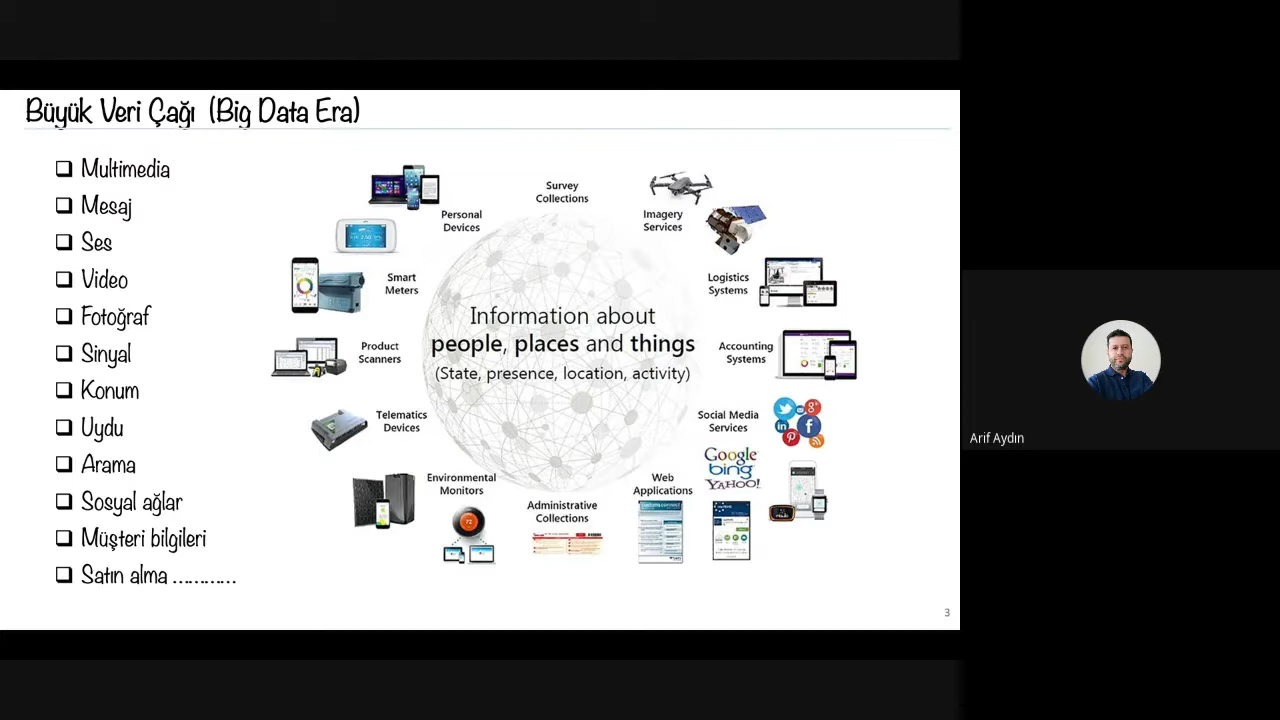 Büyük Veri Çağı (Big Data Era)
Multimedia
Mesaj
Ses
Video
Fotoğraf
Sinyal
Konum
Uydu
Arama
Sosyal ağlar
Müşteri bilgileri
Satın alma …………
Survey
Collections
Personal
Devices
Imagery
Services
Smart
Meters
Logistics
Systems
Information about
people, places and things
(State, presence, location, activity)
Product
Scanners
Accounting
Systems
Telematics
Devices
Social Media
Services
Google
bing
YAHOO!
Environmental
Monitors
Web
Applications
Administrative
Collections
72
3
Arif Aydın